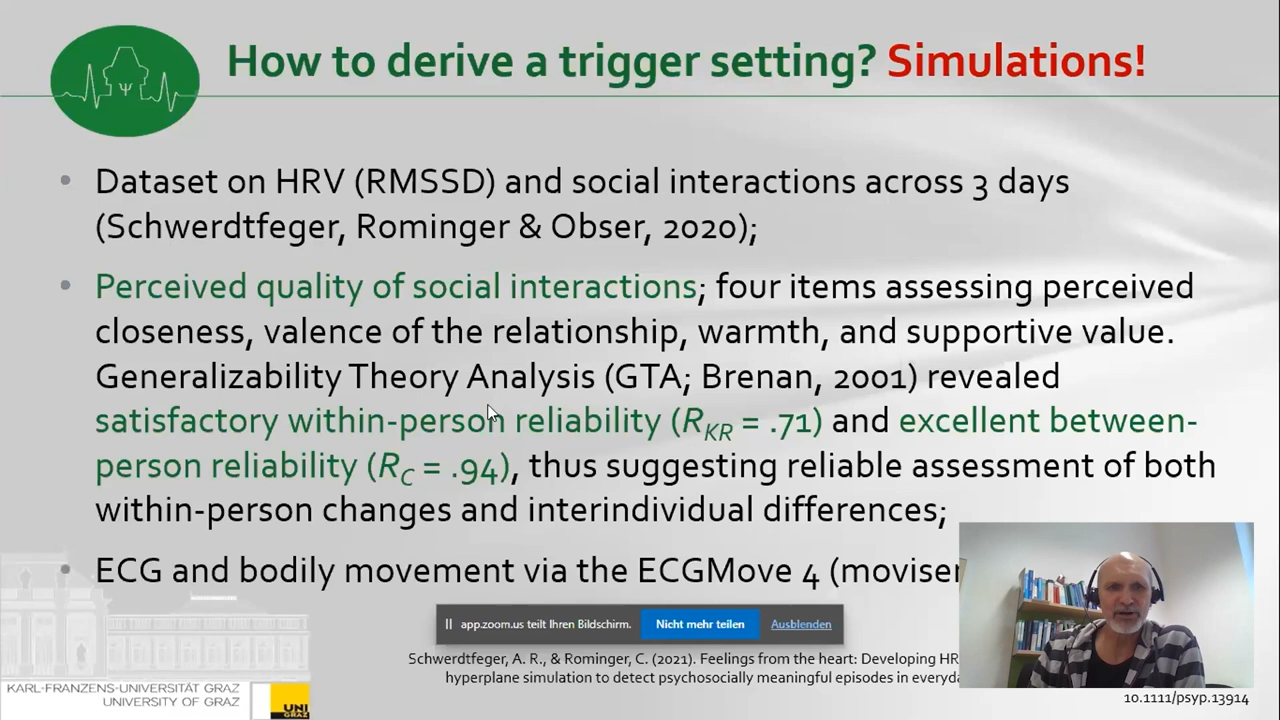 How to derive a trigger setting? Simulations!
Ψ
• Dataset on HRV (RMSSD) and social interactions across 3 days
(Schwerdtfeger, Rominger & Obser, 2020);
• Perceived quality of social interactions; four items assessing perceived
closeness, valence of the relationship, warmth, and supportive value.
Generalizability Theory Analysis (GTA; Brenan, 2001) revealed
satisfactory within-person reliability (RKR = .71) and excellent between-
person reliability (RC = .94), thus suggesting reliable assessment of both
within-person changes and interindividual differences;
• ECG and bodily movement via the ECGMove 4
app.zoom.us teilt Ihren Bildschirm. Nicht mehr teilen Ausblenden
Schwerdtfeger, A. R., & Rominger, C. (2021). Feelings from the heart: Developing HR
hyperplane simulation to detect psychosocially meaningful episodes in everyda
10.1111/psyp.13914
KARL-FRANZENS-UNIVERSITÄT GRAZ
UNIVERSITY OF GRAZ
UNI
GRAZ